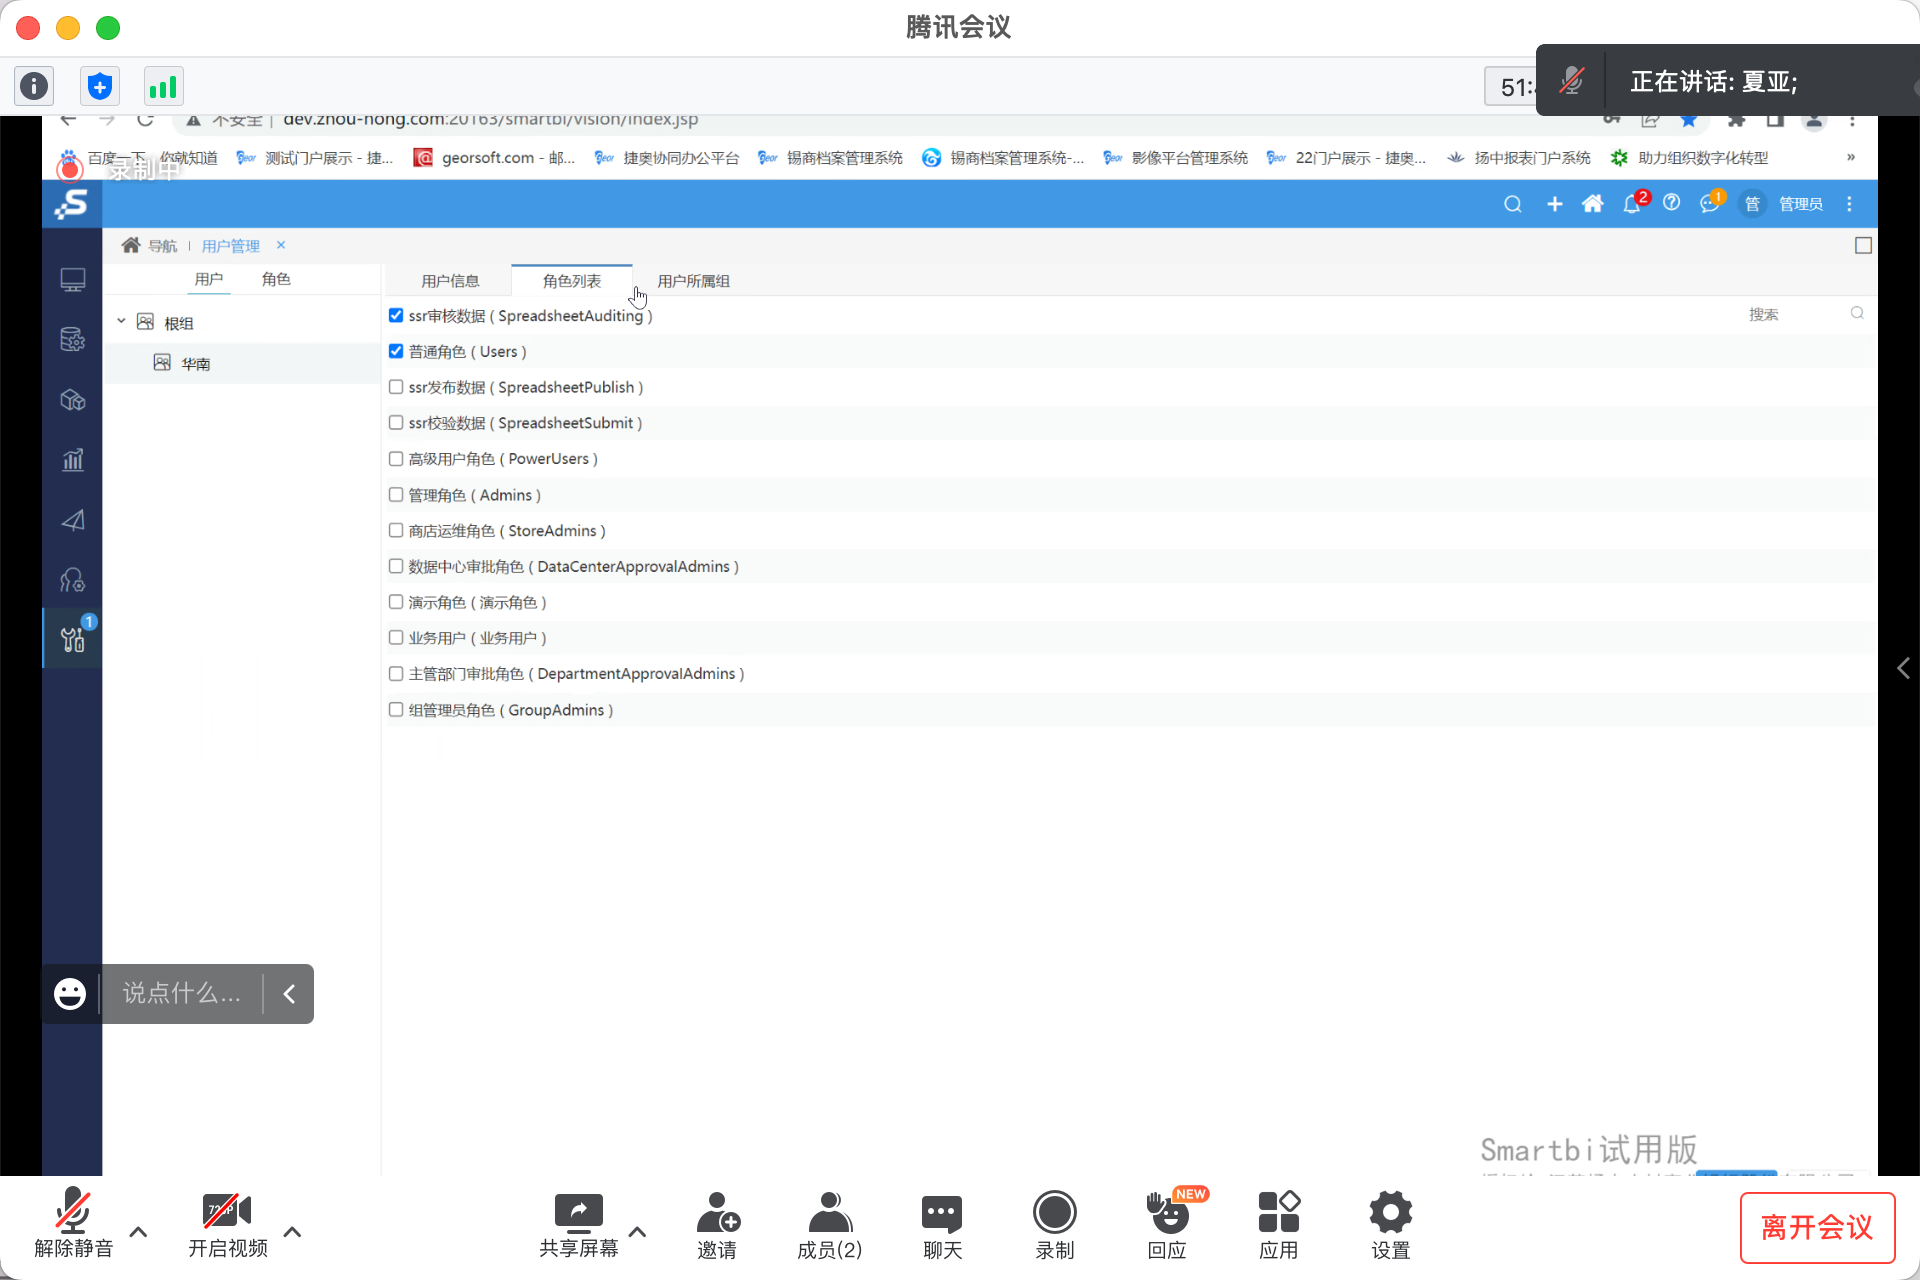 腾讯会议
51:
正在讲话: 夏亚;
不安全 | dev.zhou-hong.com:20163/smartbi/vision/index.jsp
百度一下，你就知道
测试门户展示 - 捷...
georsoft.com - 邮...
捷奥协同办公平台
锡商档案管理系统
锡商档案管理系统-...
影像平台管理系统
22门户展示 - 捷奥...
扬中报表门户系统
助力组织数字化转型
»
录制中
2
1
管
管理员
导航
用户管理
用户
角色
用户信息
角色列表
用户所属组
根组
华南
搜索
ssr审核数据 ( SpreadsheetAuditing )
普通角色 ( Users )
ssr发布数据 ( SpreadsheetPublish )
ssr校验数据 ( SpreadsheetSubmit )
高级用户角色 ( PowerUsers )
管理角色 ( Admins )
商店运维角色 ( StoreAdmins )
数据中心审批角色 ( DataCenterApprovalAdmins )
演示角色 ( 演示角色 )
业务用户 ( 业务用户 )
主管部门审批角色 ( DepartmentApprovalAdmins )
组管理员角色 ( GroupAdmins )
1
说点什么...
Smartbi试用版
解除静音
720P
开启视频
共享屏幕
邀请
成员(2)
聊天
录制
NEW
回应
应用
设置
离开会议